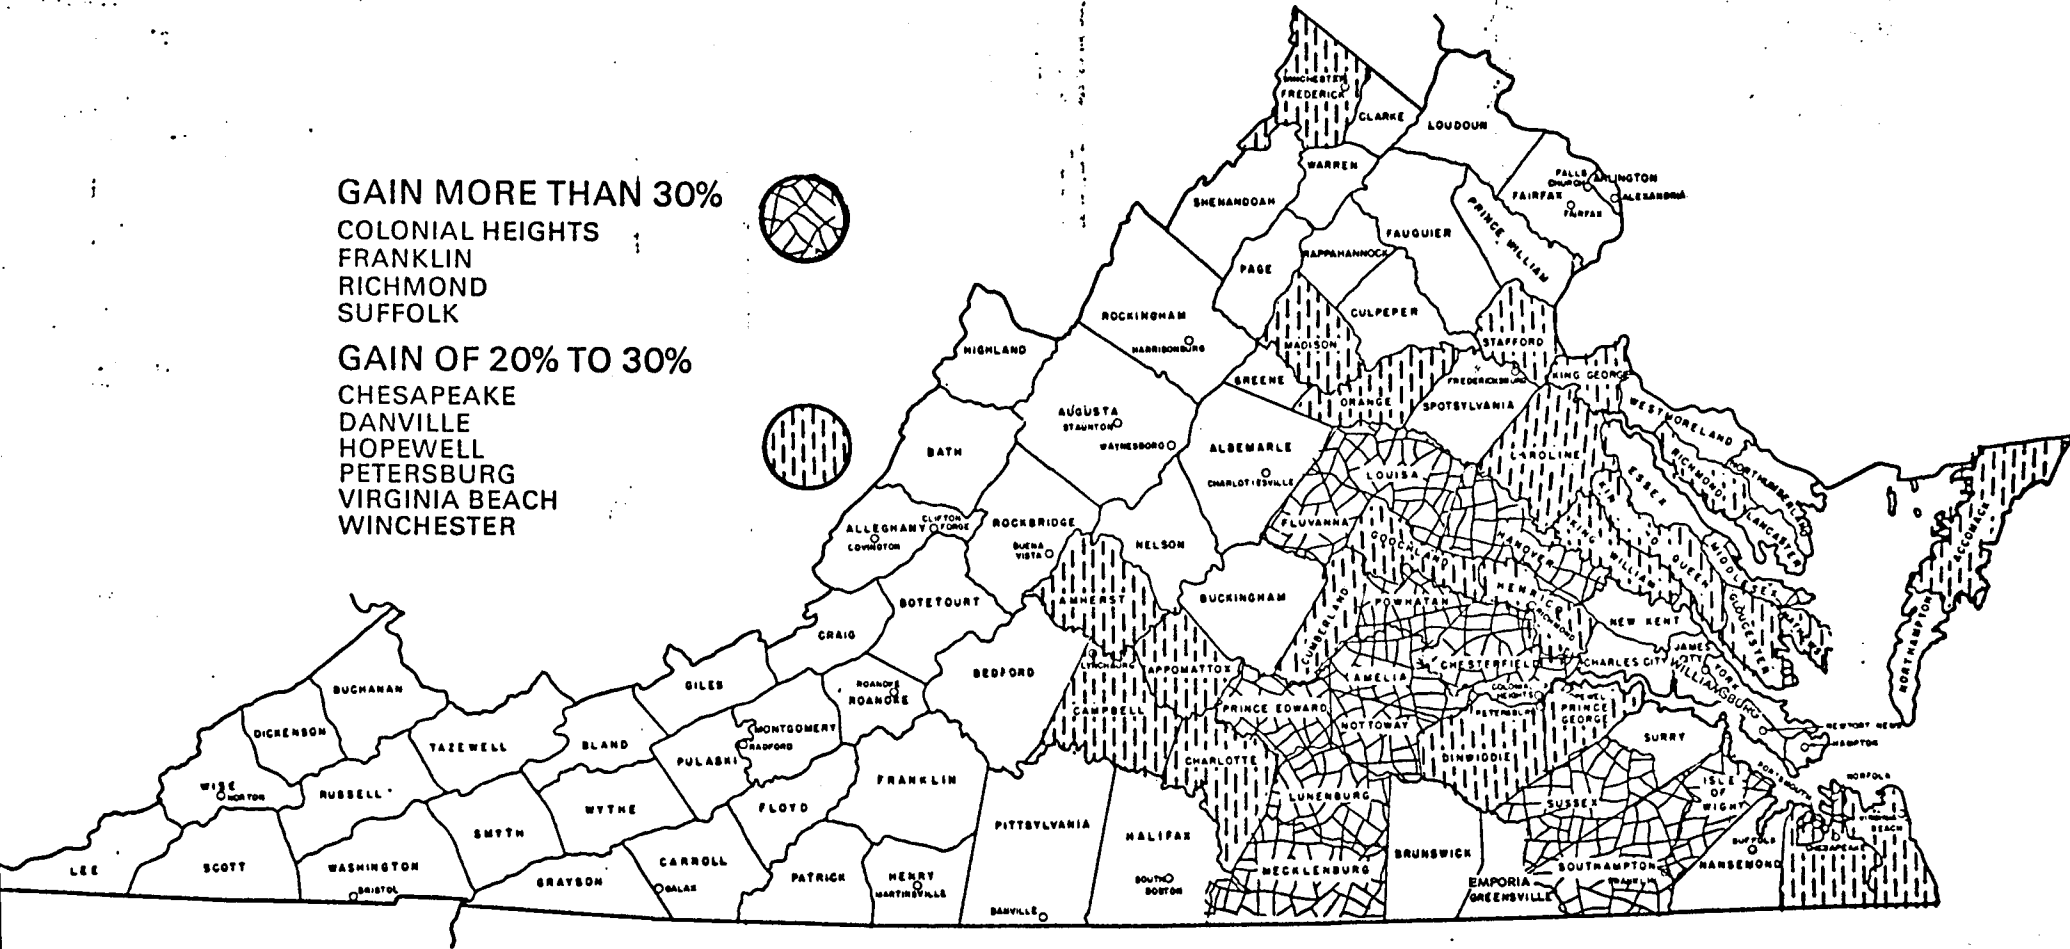 GAIN MORE THAN 30%
COLONIAL HEIGHTS
FRANKLIN
RICHMOND
SUFFOLK
GAIN OF 20% TO 30%
CHESAPEAKE
DANVILLE
HOPEWELL
PETERSBURG
VIRGINIA BEACH
WINCHESTER
WINCHESTER
FREDERICK
CLARKE
LOUDOUN
WARREN
FALLS
CHURCH
ARLINGTON
FAIRFAX
ALEXANDRIA
FAIRFAX
SHENANDOAH
PRINCE WILLIAM
FAUQUIER
RAPPAHANNOCK
PAGE
ROCKINGHAM
CULPEPER
HARRISONBURG
MADISON
STAFFORD
HIGHLAND
GREENE
FREDERICKSBURG
KING GEORGE
ORANGE
SPOTSYLVANIA
WESTMORELAND
AUGUSTA
STAUNTON
WAYNESBORO
ALBEMARLE
CHARLOTTESVILLE
BATH
CAROLINE
LOUISA
RICHMOND
NORTHUMBERLAND
ESSEX
LANCASTER
KING
QUEEN
KING WILLIAM
ACCOMACK
ALLEGHANY
CLIFTON
FORGE
COVINGTON
ROCKBRIDGE
BUENA
VISTA
NELSON
FLUVANNA
GOOCHLAND
HANOVER
MIDDLESEX
BOTETOURT
AMHERST
BUCKINGHAM
CUMBERLAND
POWHATAN
HENRICO
RICHMOND
NEW KENT
GLOUCESTER
MATHEWS
NORTHAMPTON
CRAIG
BEDFORD
LYNCHBURG
APPOMATTOX
AMELIA
CHESTERFIELD
CHARLES CITY
JAMES
CITY
YORK
WILLIAMSBURG
BUCHANAN
GILES
ROANOKE
ROANOKE
CAMPBELL
PRINCE EDWARD
NOTTOWAY
COLONIAL
HEIGHTS
PETERSBURG
HOPEWELL
PRINCE
GEORGE
NEWPORT NEWS
HAMPTON
DICKENSON
TAZEWELL
BLAND
PULASKI
MONTGOMERY
RADFORD
CHARLOTTE
DINWIDDIE
SURRY
WISE
NORTON
RUSSELL
FRANKLIN
FLOYD
WYTHE
SMYTH
LUNENBURG
SUSSEX
ISLE
OF
WIGHT
PORTSMOUTH
NORFOLK
VIRGINIA
BEACH
CHESAPEAKE
SUFFOLK
NANSEMOND
LEE
SCOTT
WASHINGTON
BRISTOL
GRAYSON
CARROLL
GALAX
PATRICK
HENRY
MARTINSVILLE
PITTSYLVANIA
DANVILLE
HALIFAX
SOUTH
BOSTON
MECKLENBURG
BRUNSWICK
EMPORIA
GREENSVILLE
SOUTHAMPTON
FRANKLIN